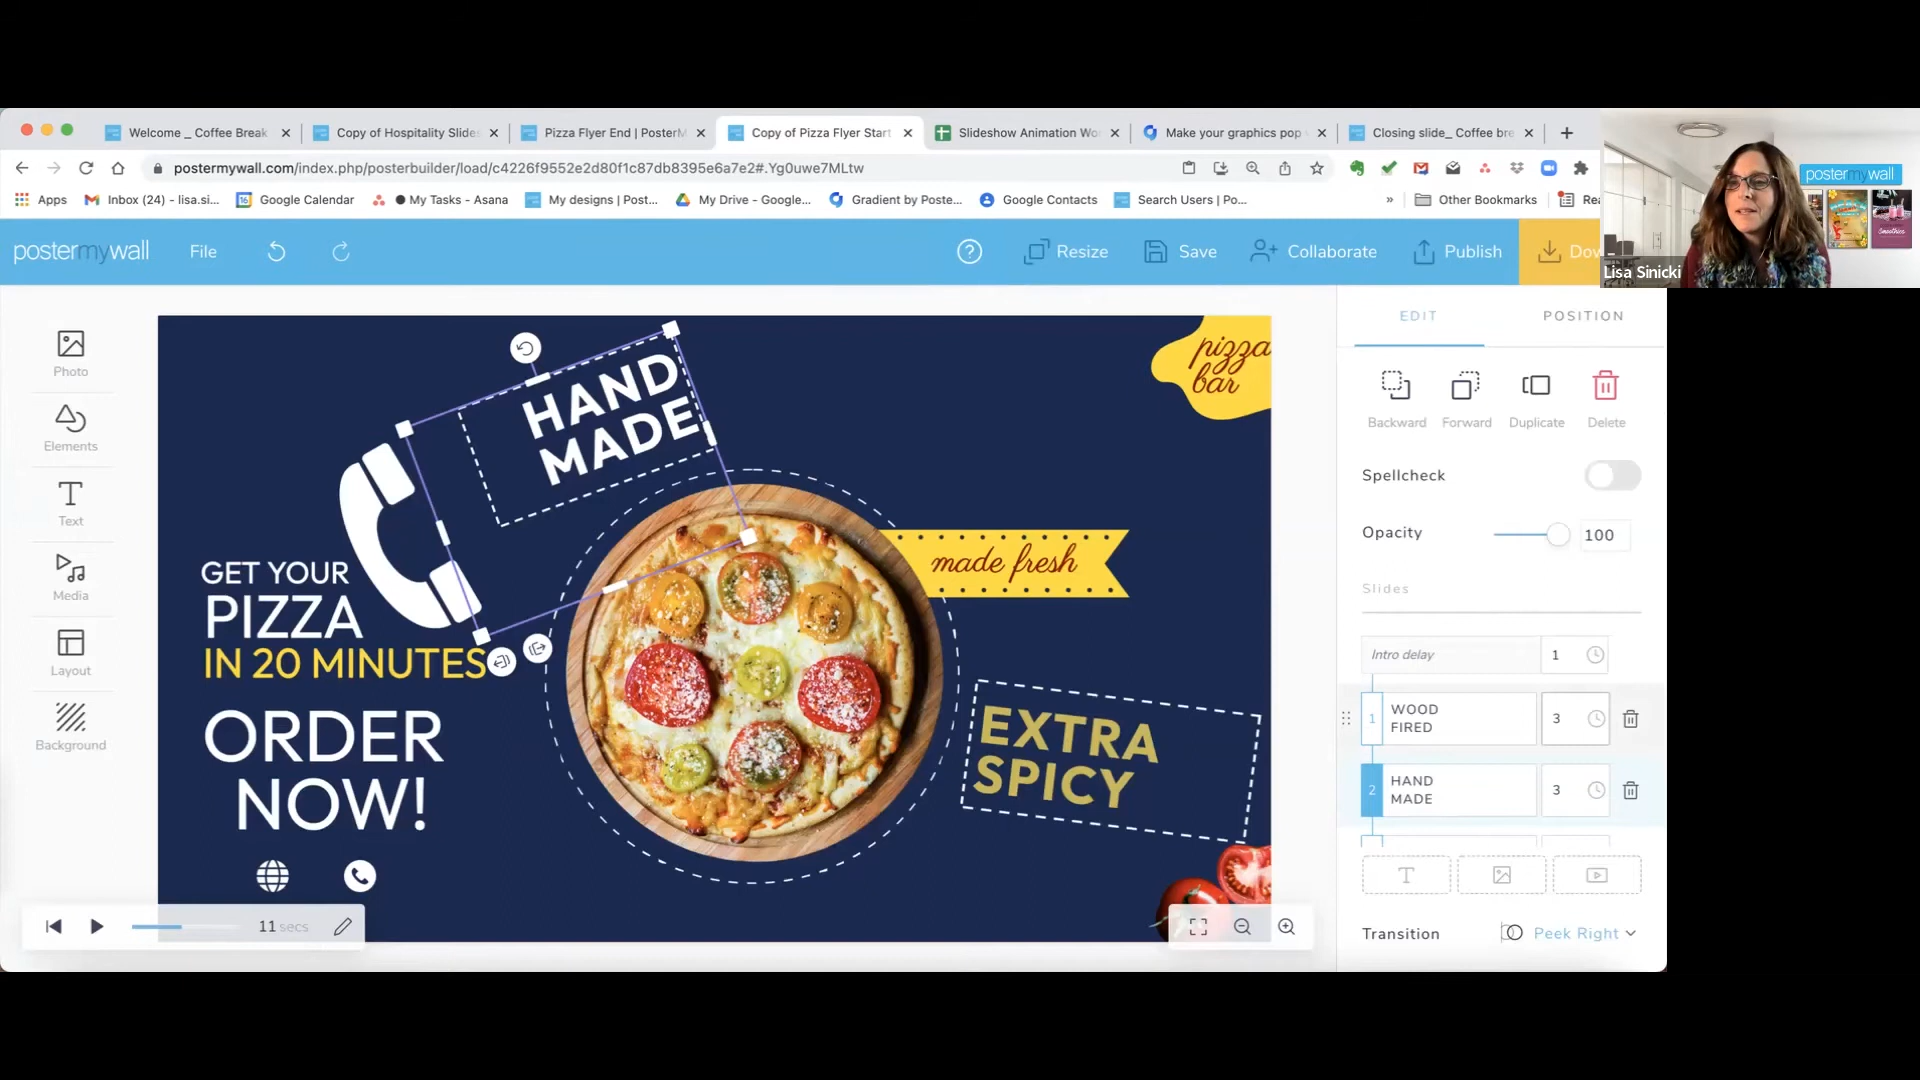 Welcome _ Coffee Break
Copy of Hospitality Slides
Pizza Flyer End | PosterM
Copy of Pizza Flyer Start
Slideshow Animation Wo
Make your graphics pop
Closing slide_ Coffee bre
postermywall.com/index.php/posterbuilder/load/c4226f9552e2d80f1c87db8395e6a7e2#.Yg0uwe7MLtw
Apps
Inbox (24) - lisa.si...
Google Calendar
My Tasks - Asana
My designs | Post...
My Drive - Google...
Gradient by Poste...
Google Contacts
Search Users | Po...
»
Other Bookmarks
Rea
postermywall
Lisa Sinicki
postermywall
File
Resize
Save
Collaborate
Publish
Dow
Photo
Elements
Text
Media
Layout
Background
HAND
MADE
pizza
bar
made fresh
GET YOUR
PIZZA
IN 20 MINUTES
ORDER
NOW!
EXTRA
SPICY
11 secs
EDIT
POSITION
Backward
Forward
Duplicate
Delete
Spellcheck
Opacity
100
Slides
Intro delay
1
1
WOOD
FIRED
3
2
HAND
MADE
3
Transition
Peek Right